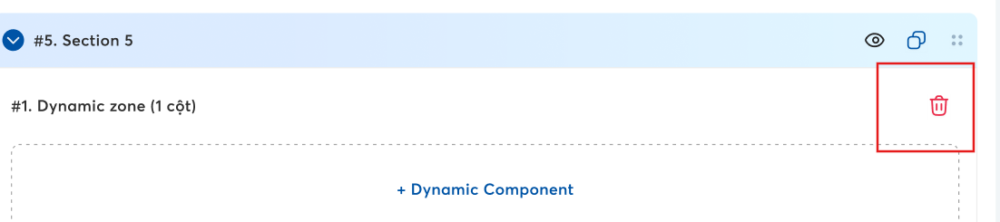 #5. Section 5
#1. Dynamic zone (1 cột)
+ Dynamic Component